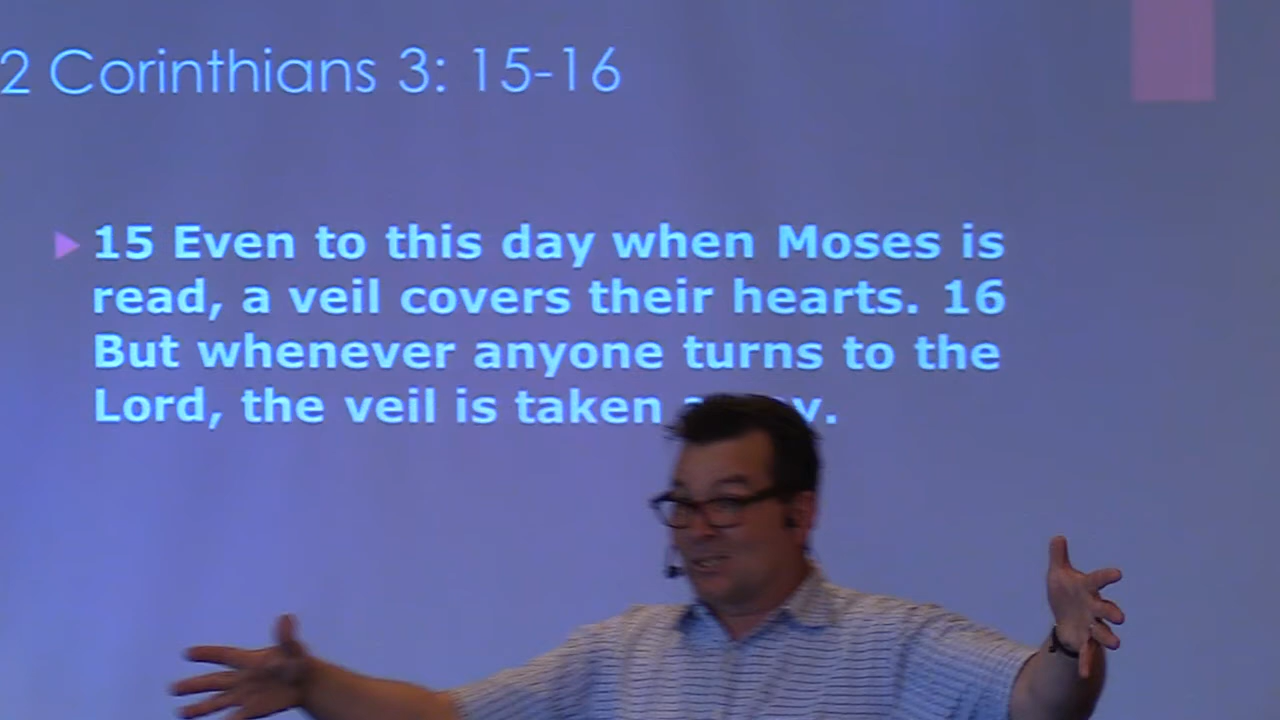 2 Corinthians 3: 15-16
15 Even to this day when Moses is
read, a veil covers their hearts. 16
But whenever anyone turns to the
Lord, the veil is taken